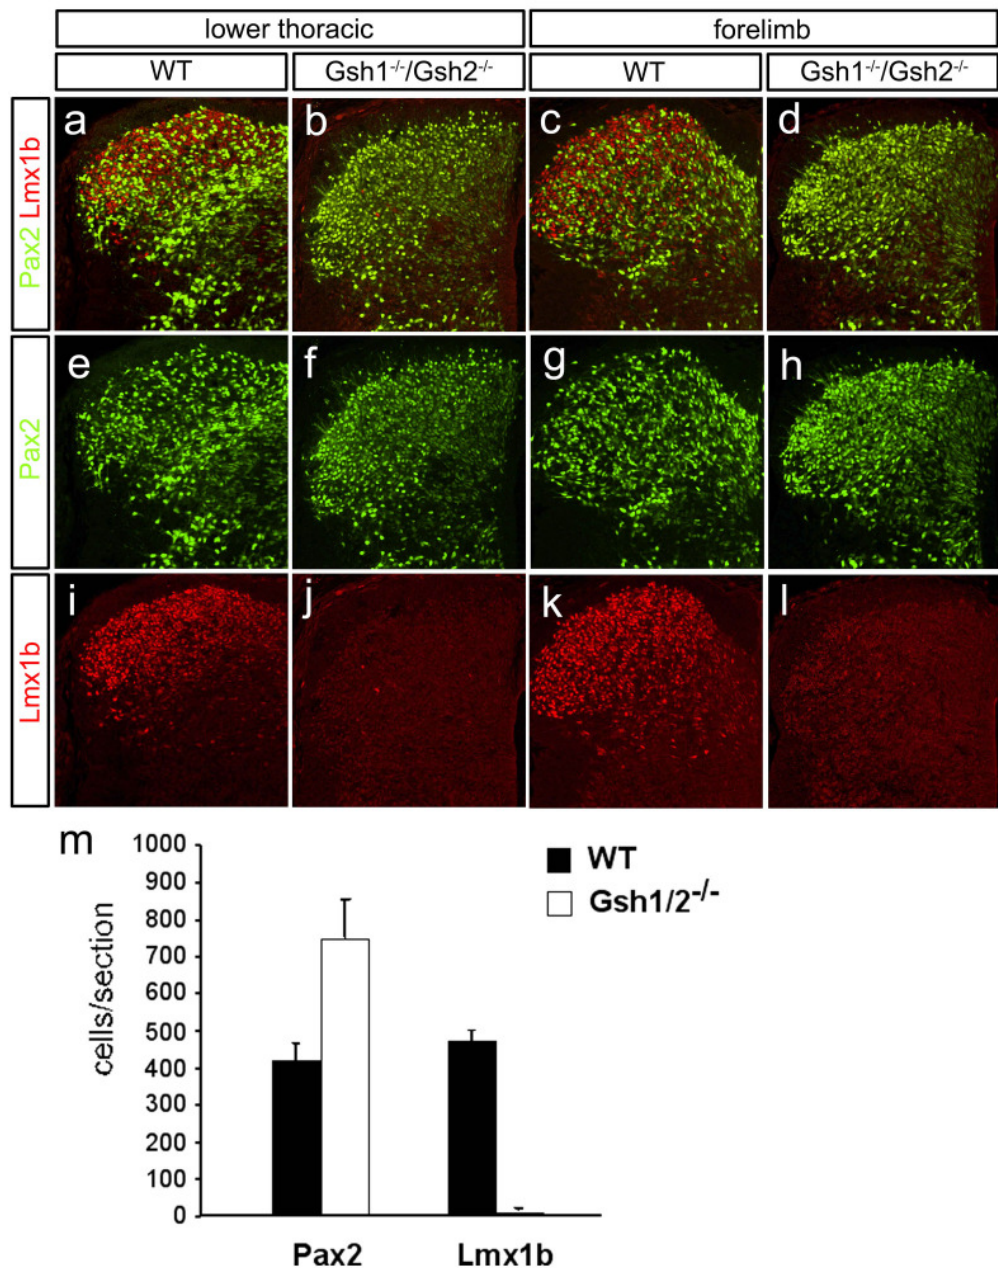 lower thoracic forelimb
WT Gsh1-/-/Gsh2-/- WT Gsh1-/-/Gsh2-/-
Pax2 Lmx1b
a b c d
Pax2
e f g h
Lmx1b
i j k l
m
cells/section
1000
900
800
700
600
500
400
300
200
100
0
WT
Gsh1/2-/-
Pax2 Lmx1b